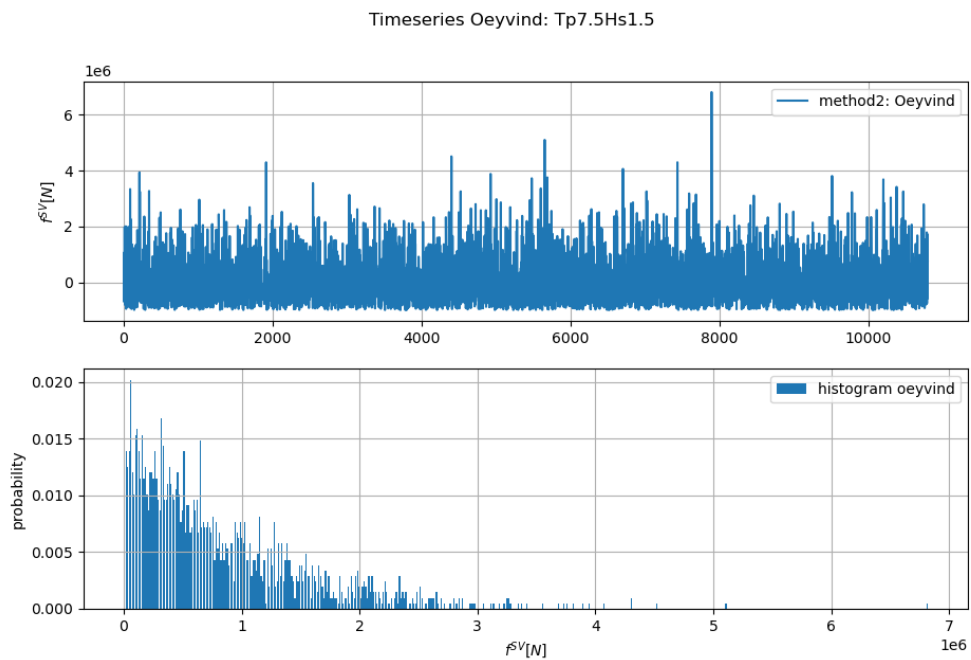 Timeseries Oeyvind: Tp7.5Hs1.5
1e6
method2: Oeyvind
6
4
2
0
f^{SV}[N]
0 2000 4000 6000 8000 10000
histogram oeyvind
0.020
0.015
0.010
0.005
0.000
probability
0 1 2 3 4 5 6 7
1e6
f^{SV}[N]